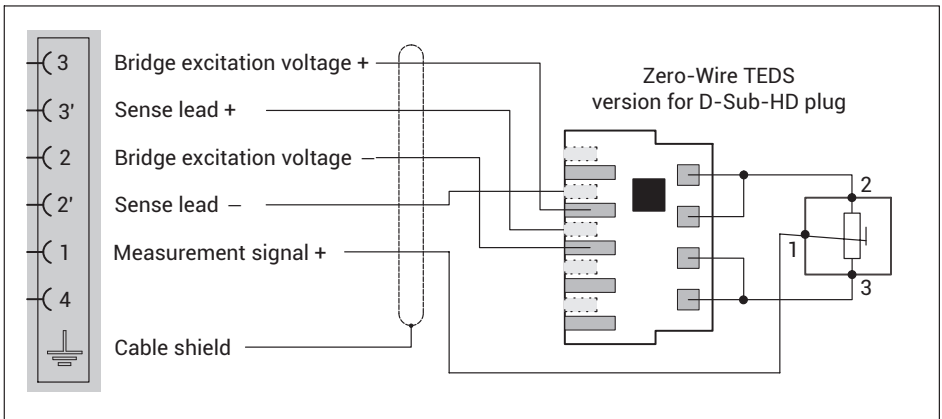 3 Bridge excitation voltage +
3' Sense lead +
2 Bridge excitation voltage –
2' Sense lead –
1 Measurement signal +
4
Cable shield
Zero-Wire TEDS
version for D-Sub-HD plug
2
1
3